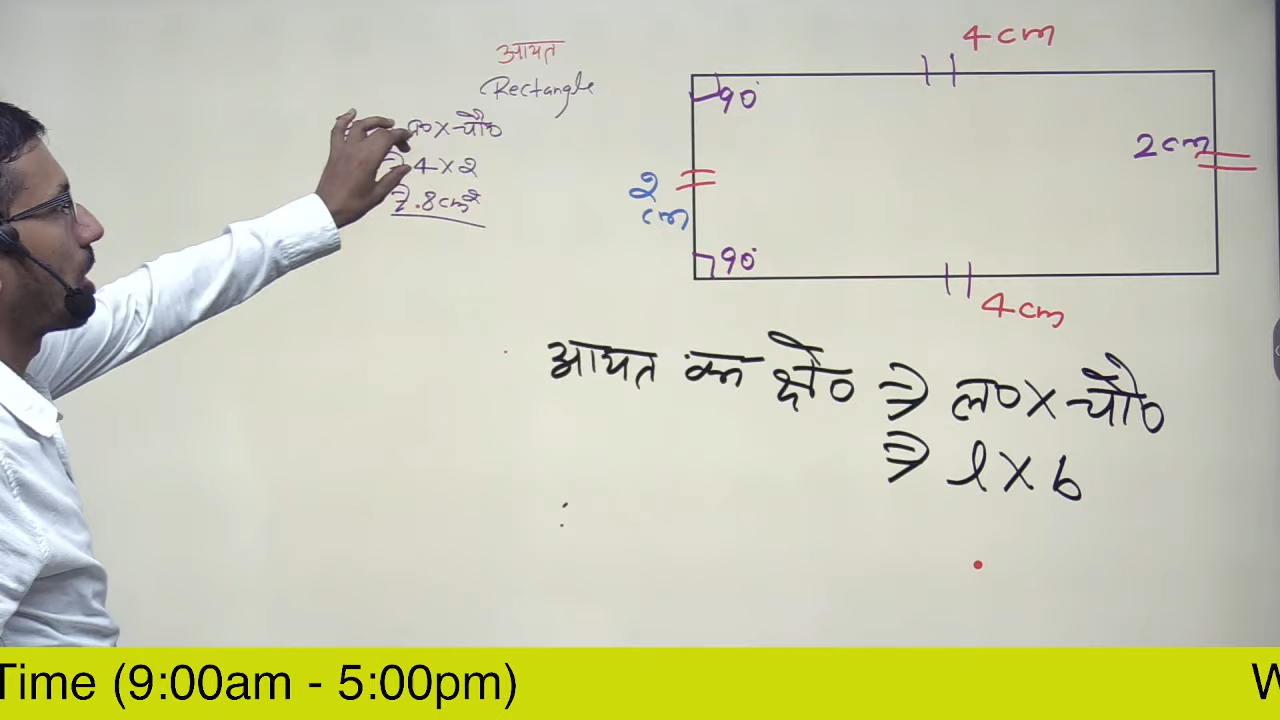 आयत
Rectangle
ल० × चौ०
⇒ 4 × 2
⇒ 8 cm²
4 cm
90°
2 cm
2 cm
90°
4 cm
आयत का क्षे० ⇒ ल० × चौ०
⇒ l × b
Time (9:00am - 5:00pm)
W